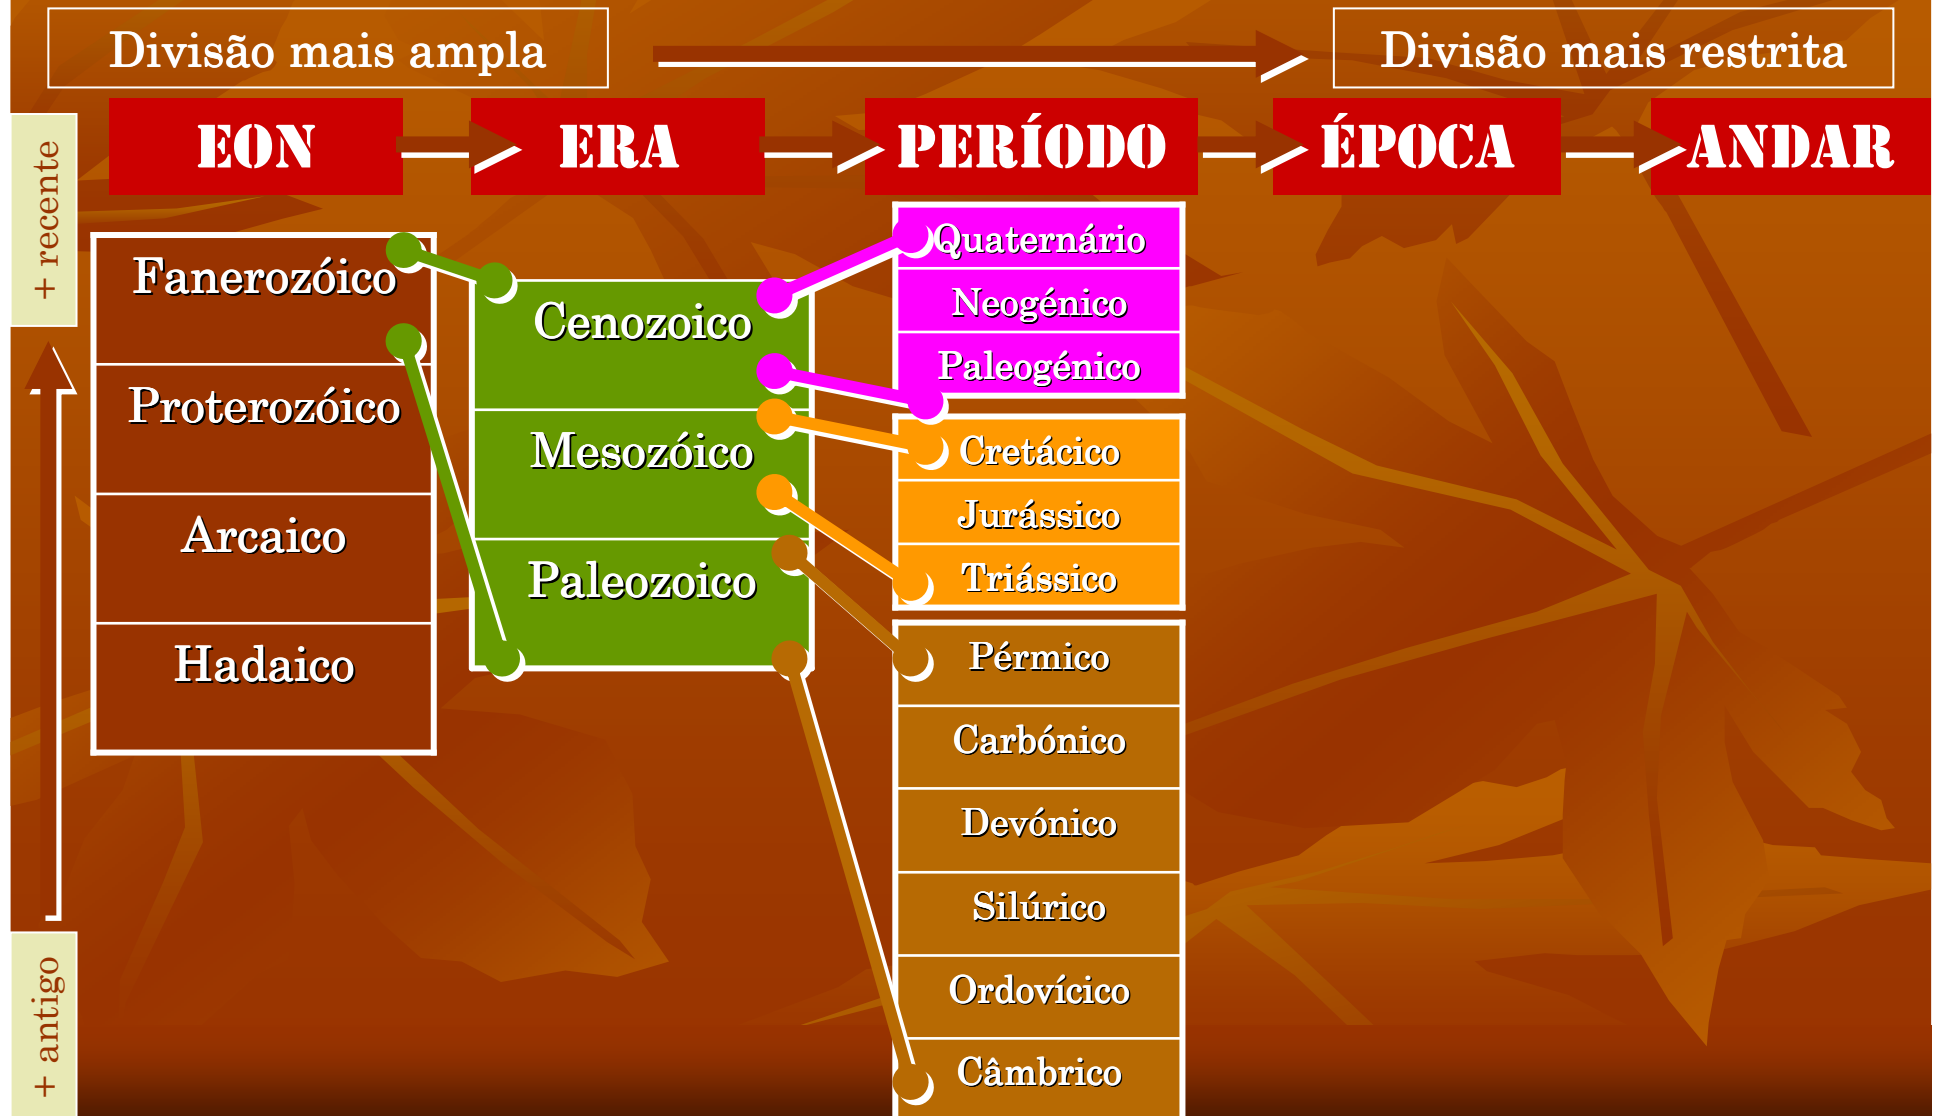 Divisão mais ampla
Divisão mais restrita
EON
ERA
PERÍODO
ÉPOCA
ANDAR
+ recente
+ antigo
Fanerozóico
Proterozóico
Arcaico
Hadaico
Cenozoico
Mesozóico
Paleozoico
Quaternário
Neogénico
Paleogénico
Cretácico
Jurássico
Triássico
Pérmico
Carbónico
Devónico
Silúrico
Ordovícico
Câmbrico